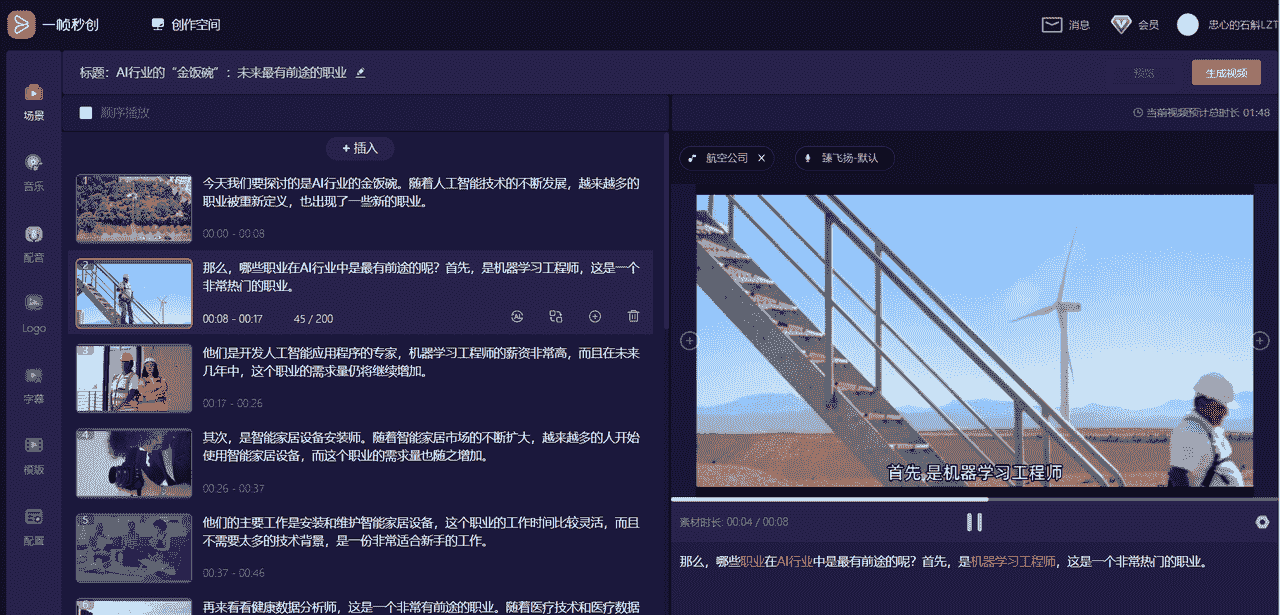 一帧秒创
创作空间
消息
会员
忠心的石斛LZT
标题：AI行业的“金饭碗”：未来最有前途的职业
预览
生成视频
场景
音乐
配音
Logo
字幕
模版
配置
顺序播放
当前视频预计总时长 01:48
+ 插入
1
今天我们要探讨的是AI行业的金饭碗。随着人工智能技术的不断发展，越来越多的
职业被重新定义，也出现了一些新的职业。
00:00 - 00:08
2
那么，哪些职业在AI行业中是最有前途的呢？首先，是机器学习工程师，这是一个
非常热门的职业。
00:08 - 00:17
45 / 200
3
他们是开发人工智能应用程序的专家，机器学习工程师的薪资非常高，而且在未来
几年中，这个职业的需求量仍将继续增加。
00:17 - 00:26
4
其次，是智能家居设备安装师。随着智能家居市场的不断扩大，越来越多的人开始
使用智能家居设备，而这个职业的需求量也随之增加。
00:26 - 00:37
5
他们的主要工作是安装和维护智能家居设备，这个职业的工作时间比较灵活，而且
不需要太多的技术背景，是一份非常适合新手的工作。
00:37 - 00:46
6
再来看看健康数据分析师，这是一个非常有前途的职业。随着医疗技术和医疗数据
航空公司
臻飞扬-默认
首先 是机器学习工程师
素材时长: 00:04 / 00:08
那么，哪些职业在AI行业中是最有前途的呢？首先，是机器学习工程师，这是一个非常热门的职业。